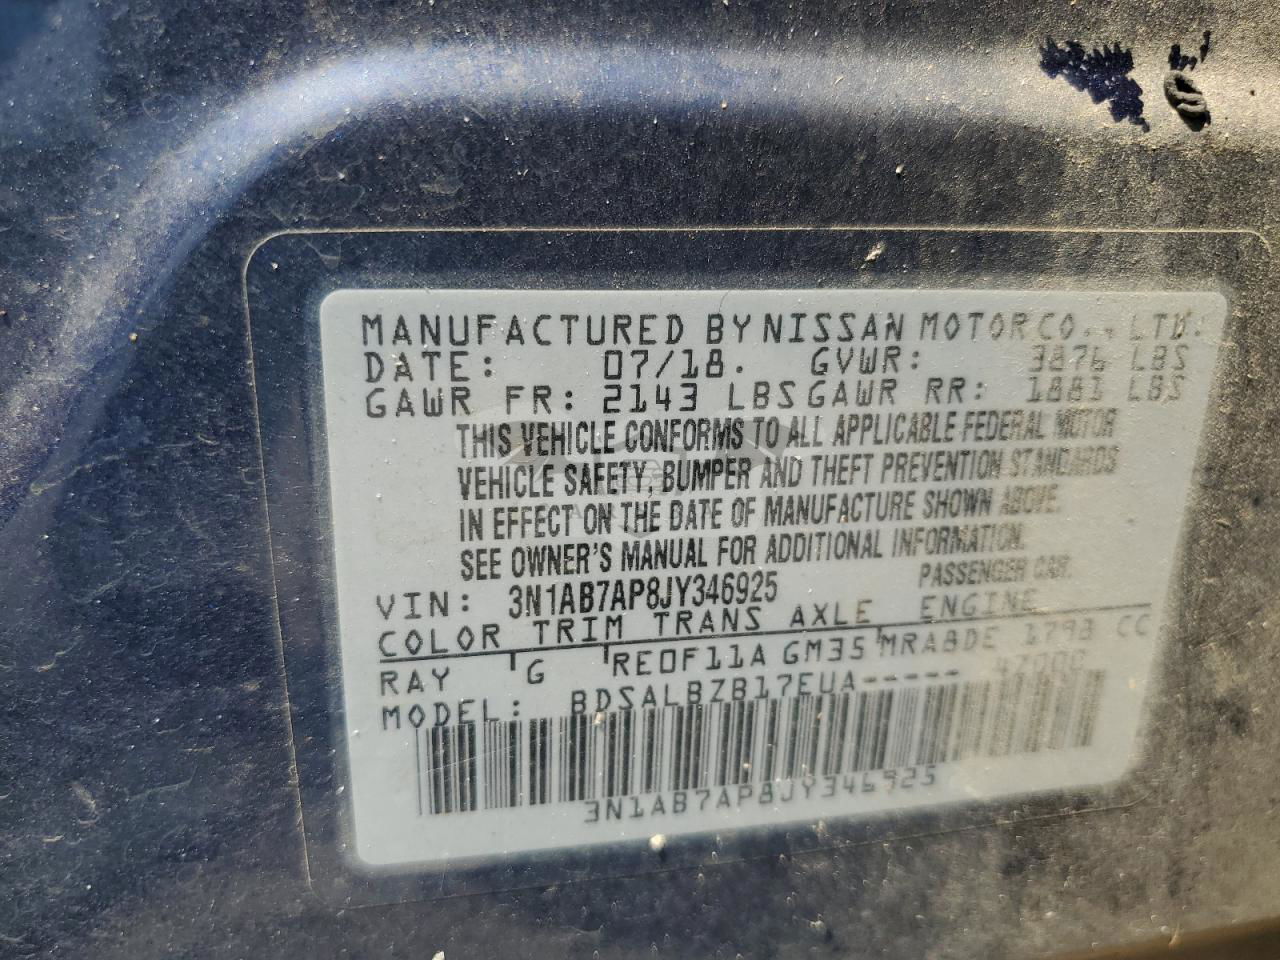 MANUFACTURED BY NISSAN MOTOR CO., LTD.
DATE: 07/18. GVWR: 3876 LBS
GAWR FR: 2143 LBS GAWR RR: 1881 LBS
THIS VEHICLE CONFORMS TO ALL APPLICABLE FEDERAL MOTOR
VEHICLE SAFETY, BUMPER AND THEFT PREVENTION STANDARDS
IN EFFECT ON THE DATE OF MANUFACTURE SHOWN ABOVE.
SEE OWNER'S MANUAL FOR ADDITIONAL INFORMATION.
VIN: 3N1AB7AP8JY346925 PASSENGER CAR.
COLOR TRIM TRANS AXLE ENGINE
RAY G RE0F11A GM35 MRA8DE 1798 CC
MODEL: BDSALBZB17EUA-----
3N1AB7AP8JY346925